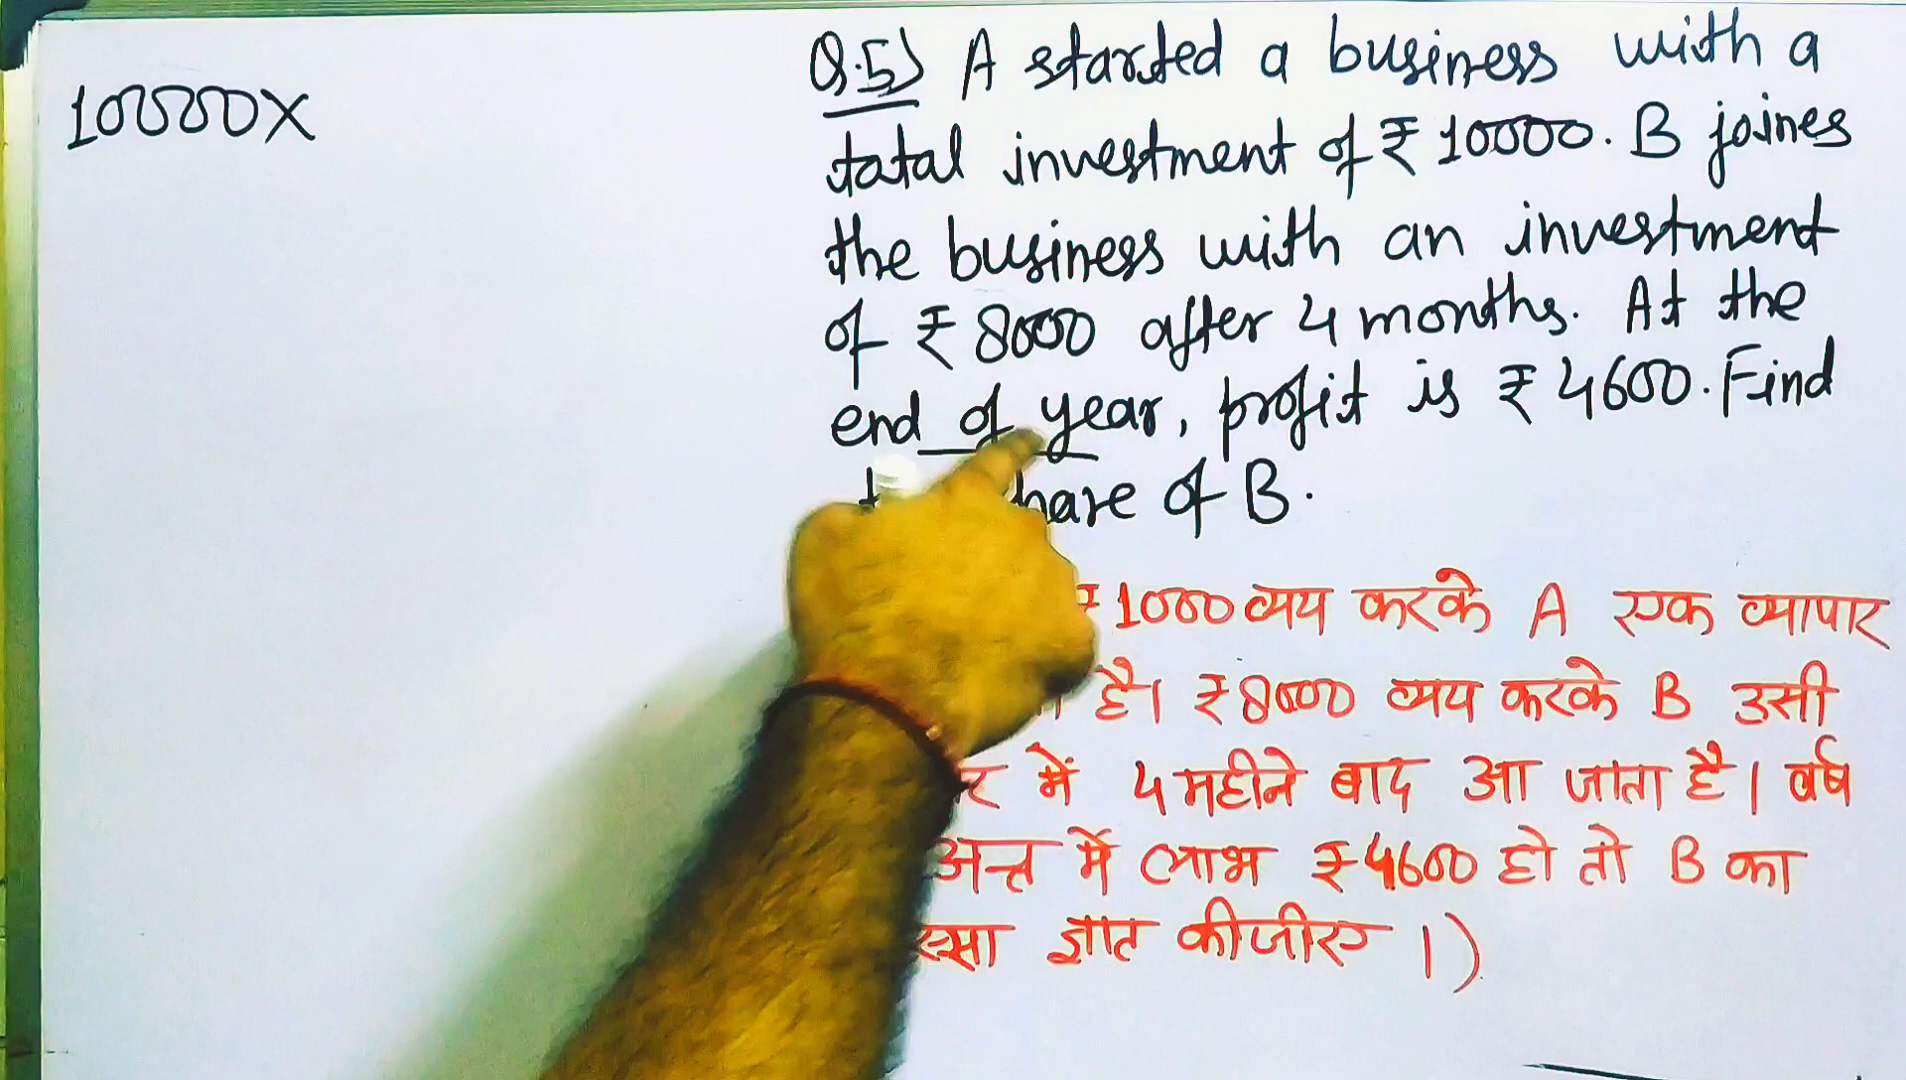 10000x
Q.5) A started a business with a
tatal investment of ₹ 10000. B joines
the business with an investment
of ₹ 8000 after 4 months. At the
end of year, profit is ₹ 4600. Find
of B.
₹ 1000 व्यय करके A एक व्यापार
है। ₹8000 व्यय करके B उसी
में 4 महीने बाद आ जाता है। वर्ष
अन्त में लाभ ₹4600 हो तो B का
ज्ञात कीजीए ।)